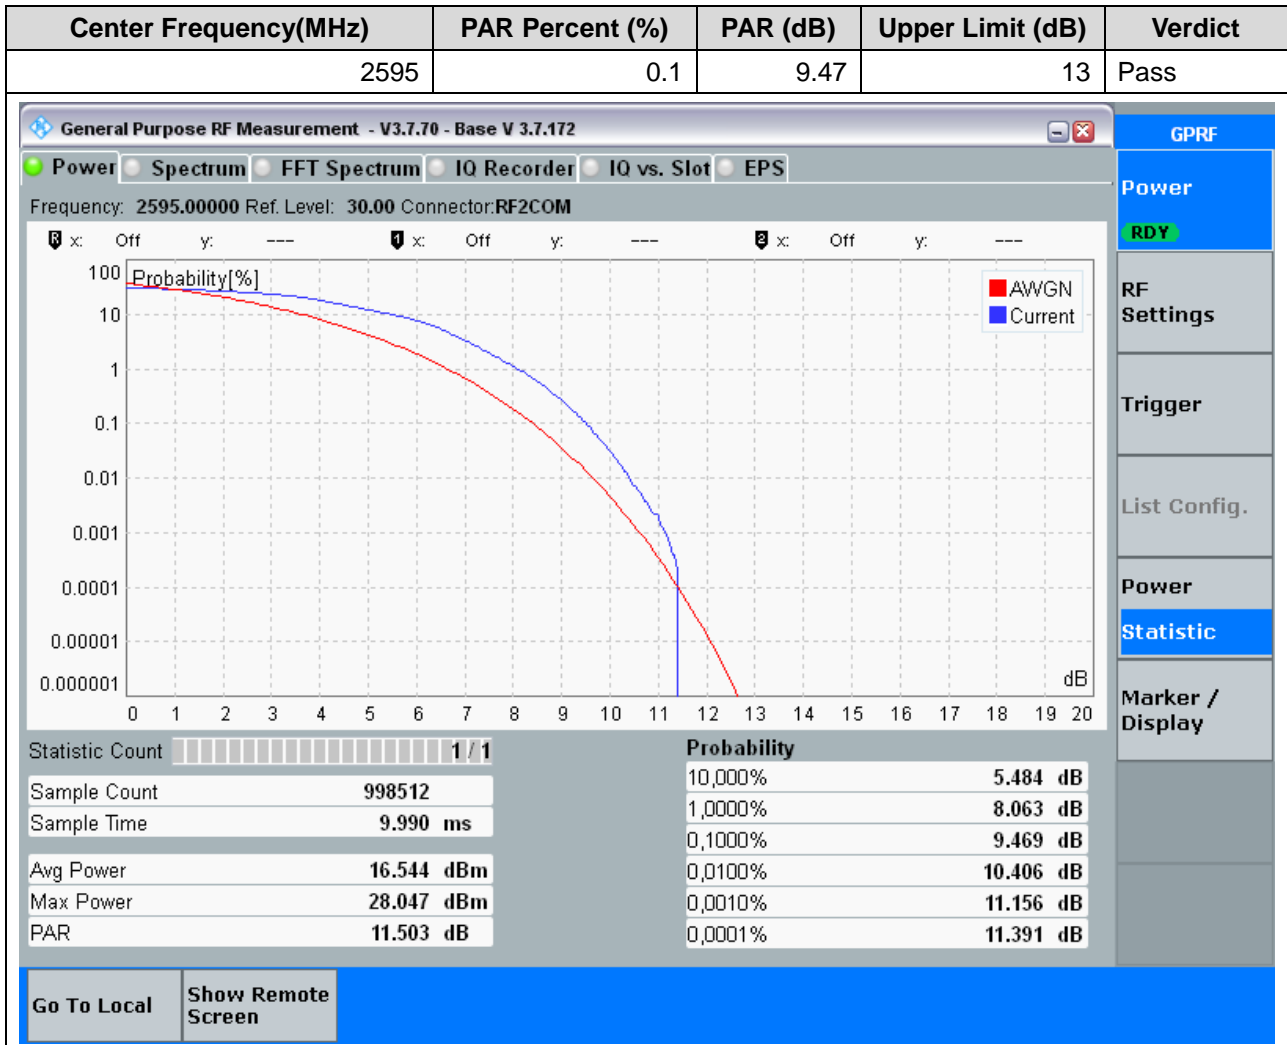 Center Frequency(MHz) PAR Percent (%) PAR (dB) Upper Limit (dB) Verdict
2595 0.1 9.47 13 Pass
General Purpose RF Measurement - V3.7.70 - Base V 3.7.172
GPRF
Power Spectrum FFT Spectrum IQ Recorder IQ vs. Slot EPS
Frequency: 2595.00000 Ref. Level: 30.00 Connector:RF2COM
R x: Off y: --- 1 x: Off y: --- 2 x: Off y: ---
Probability[%]
AWGN
Current
100
10
1
0.1
0.01
0.001
0.0001
0.00001
0.000001
dB
0 1 2 3 4 5 6 7 8 9 10 11 12 13 14 15 16 17 18 19 20
Statistic Count 1 / 1
Sample Count 998512
Sample Time 9.990 ms
Avg Power 16.544 dBm
Max Power 28.047 dBm
PAR 11.503 dB
Probability
10,000% 5.484 dB
1,0000% 8.063 dB
0,1000% 9.469 dB
0,0100% 10.406 dB
0,0010% 11.156 dB
0,0001% 11.391 dB
Power
RDY
RF
Settings
Trigger
List Config.
Power
Statistic
Marker /
Display
Go To Local
Show Remote
Screen